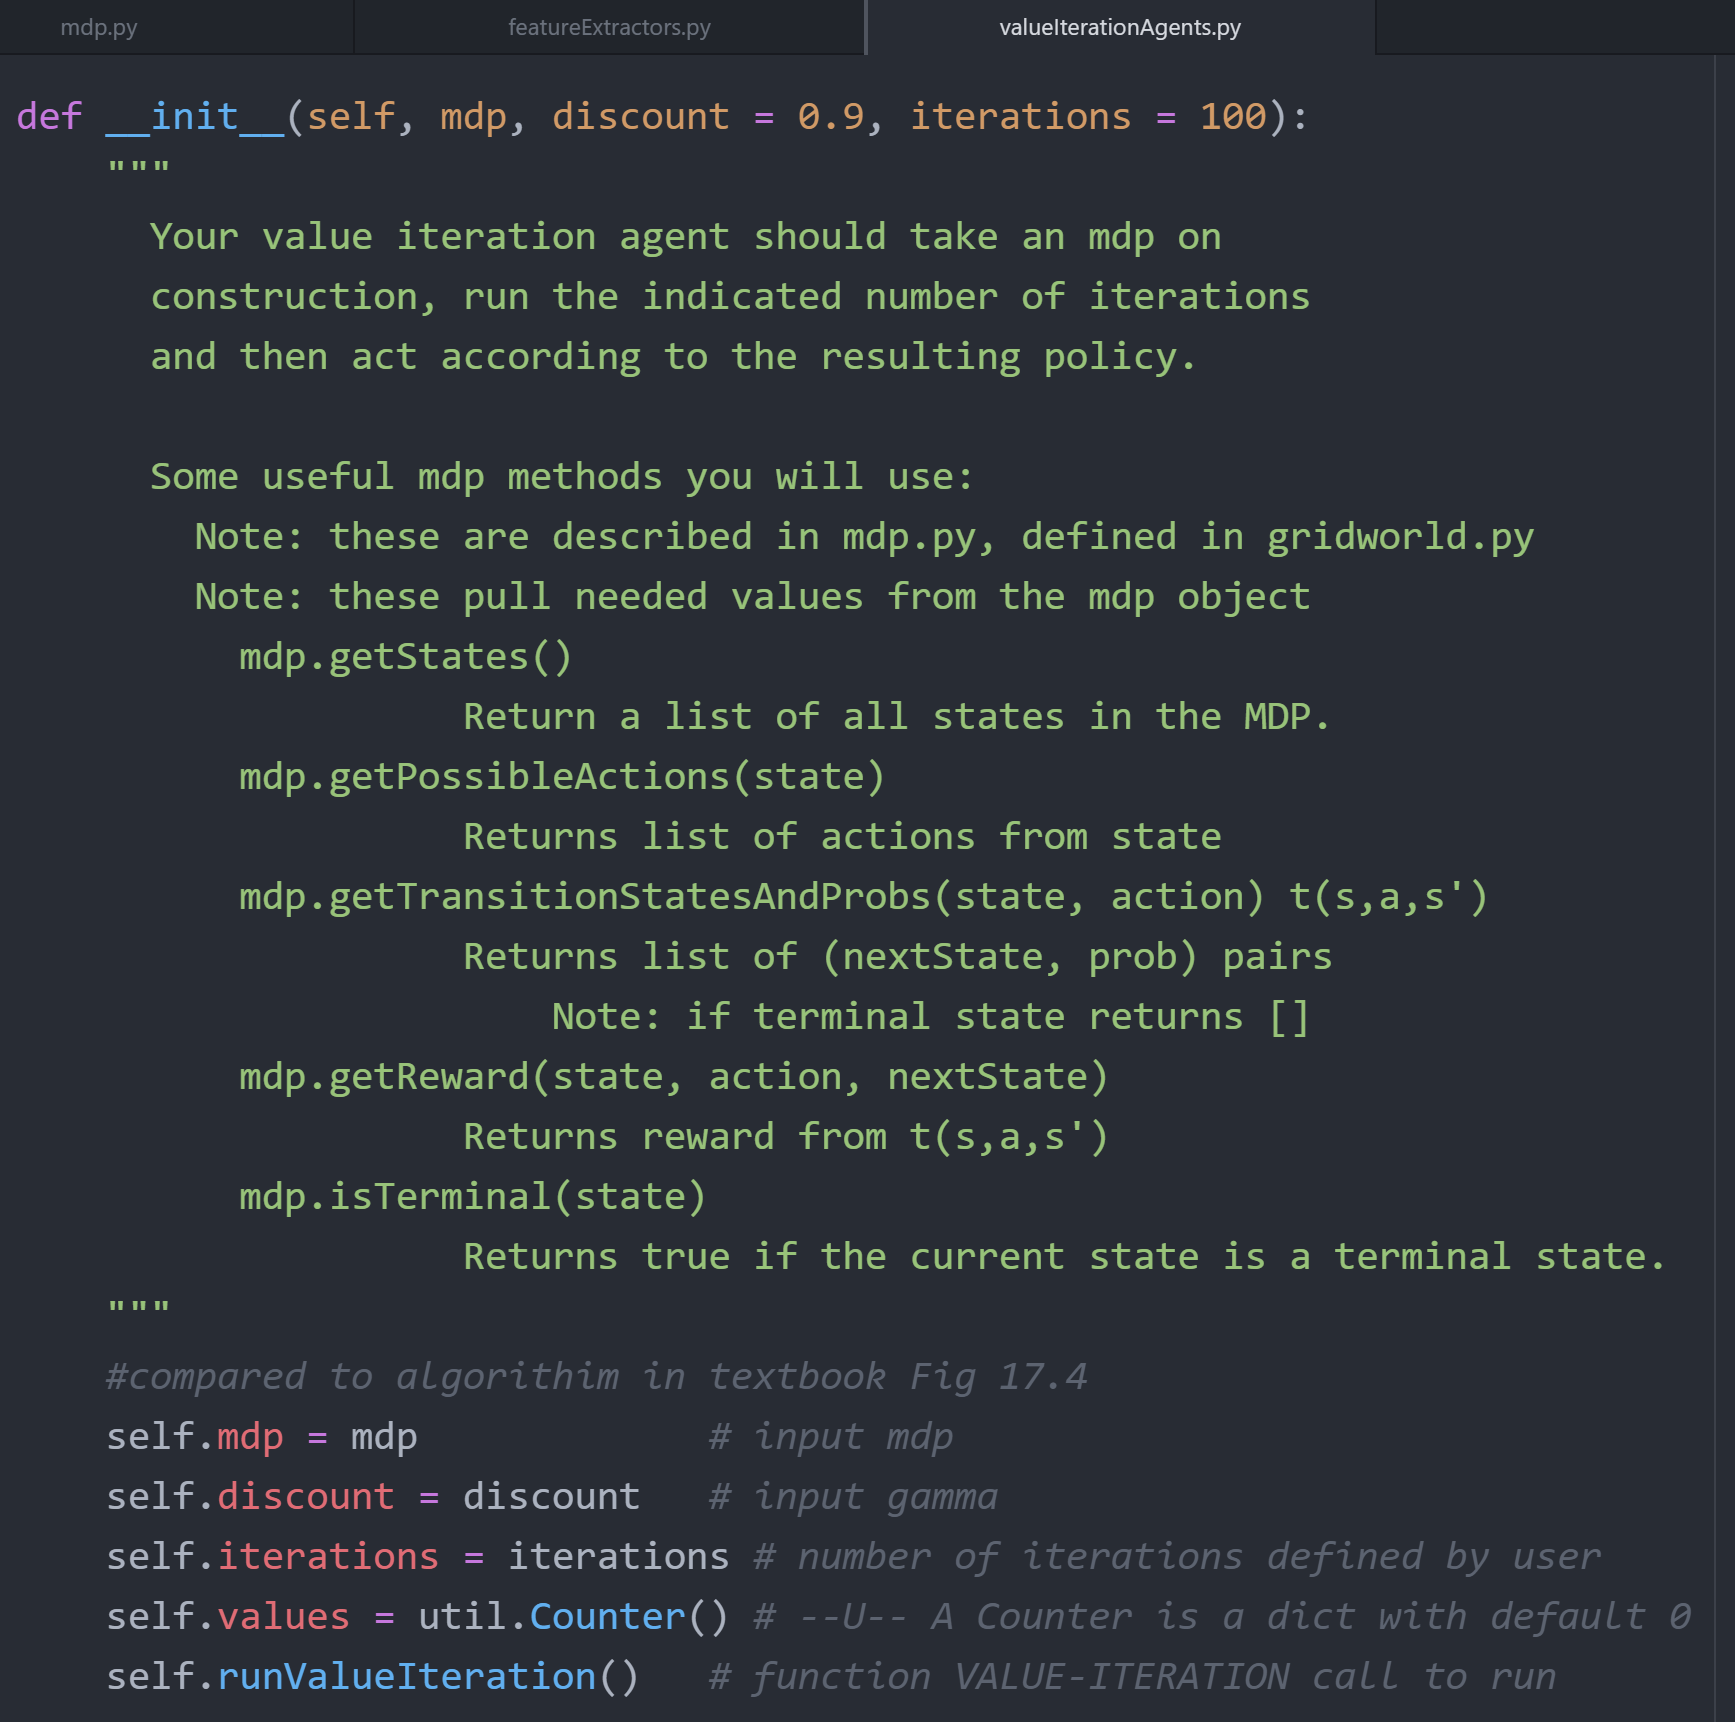 mdp.py
featureExtractors.py
valueIterationAgents.py
def __init__(self, mdp, discount = 0.9, iterations = 100):
"""
Your value iteration agent should take an mdp on
construction, run the indicated number of iterations
and then act according to the resulting policy.
Some useful mdp methods you will use:
Note: these are described in mdp.py, defined in gridworld.py
Note: these pull needed values from the mdp object
mdp.getStates()
Return a list of all states in the MDP.
mdp.getPossibleActions(state)
Returns list of actions from state
mdp.getTransitionStatesAndProbs(state, action) t(s,a,s')
Returns list of (nextState, prob) pairs
Note: if terminal state returns []
mdp.getReward(state, action, nextState)
Returns reward from t(s,a,s')
mdp.isTerminal(state)
Returns true if the current state is a terminal state.
"""
#compared to algorithim in textbook Fig 17.4
self.mdp = mdp # input mdp
self.discount = discount # input gamma
self.iterations = iterations # number of iterations defined by user
self.values = util.Counter() # --U-- A Counter is a dict with default 0
self.runValueIteration() # function VALUE-ITERATION call to run